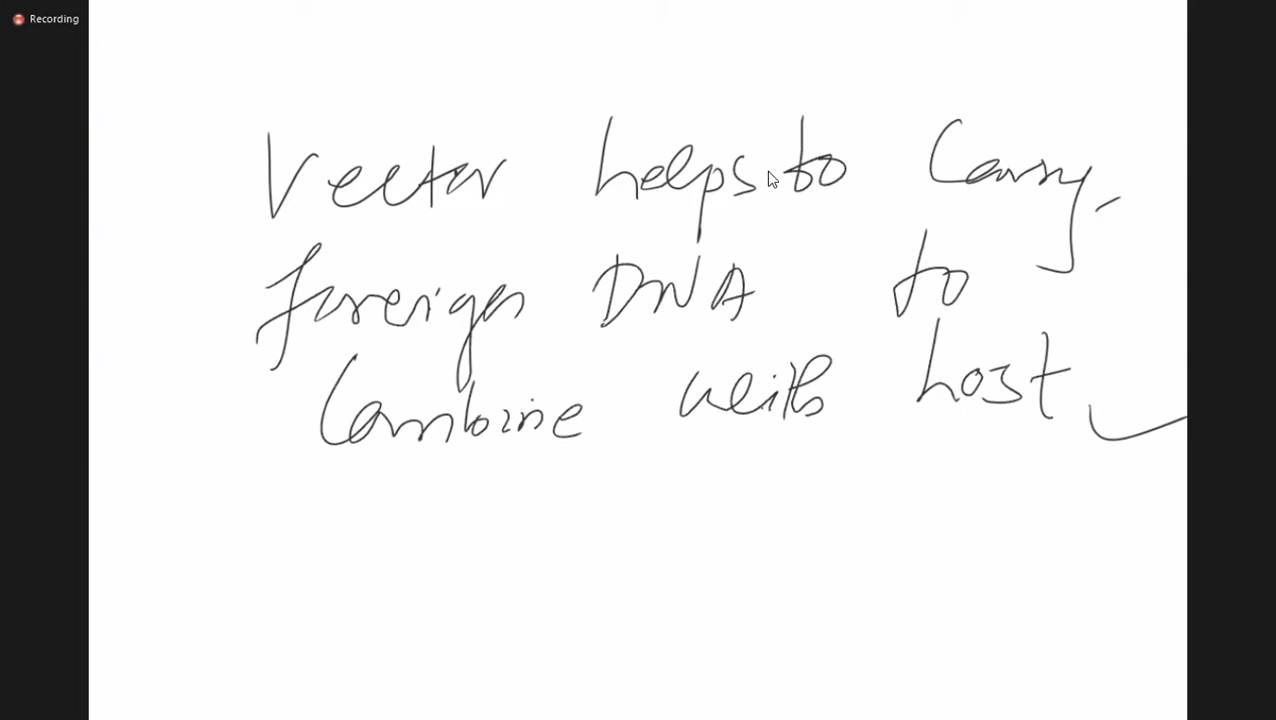 Recording
Vector helps to Carry
foreign DNA to
Combine with host